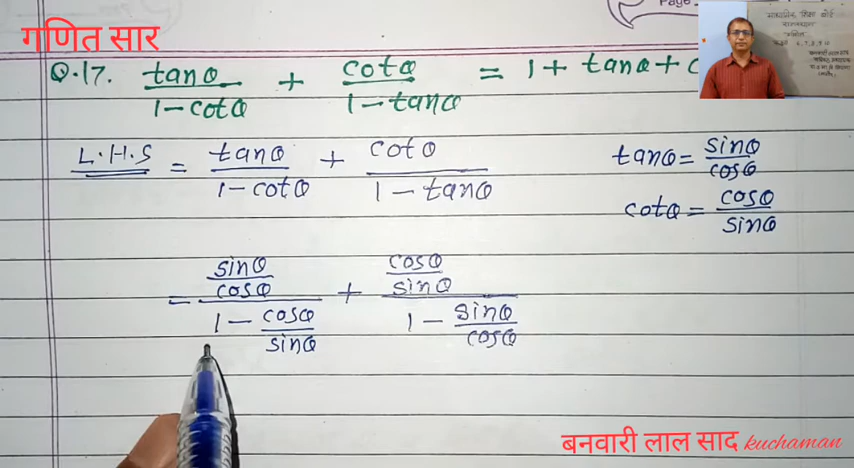 गणित सार
Q.17. tanθ/1-cotθ + cotθ/1-tanθ = 1 + tanθ +
L.H.S = tanθ/1-cotθ + cotθ/1-tanθ
tanθ = sinθ/cosθ
cotθ = cosθ/sinθ
= sinθ/cosθ/1-cosθ/sinθ + cosθ/sinθ/1-sinθ/cosθ
बनवारी लाल साद kuchaman